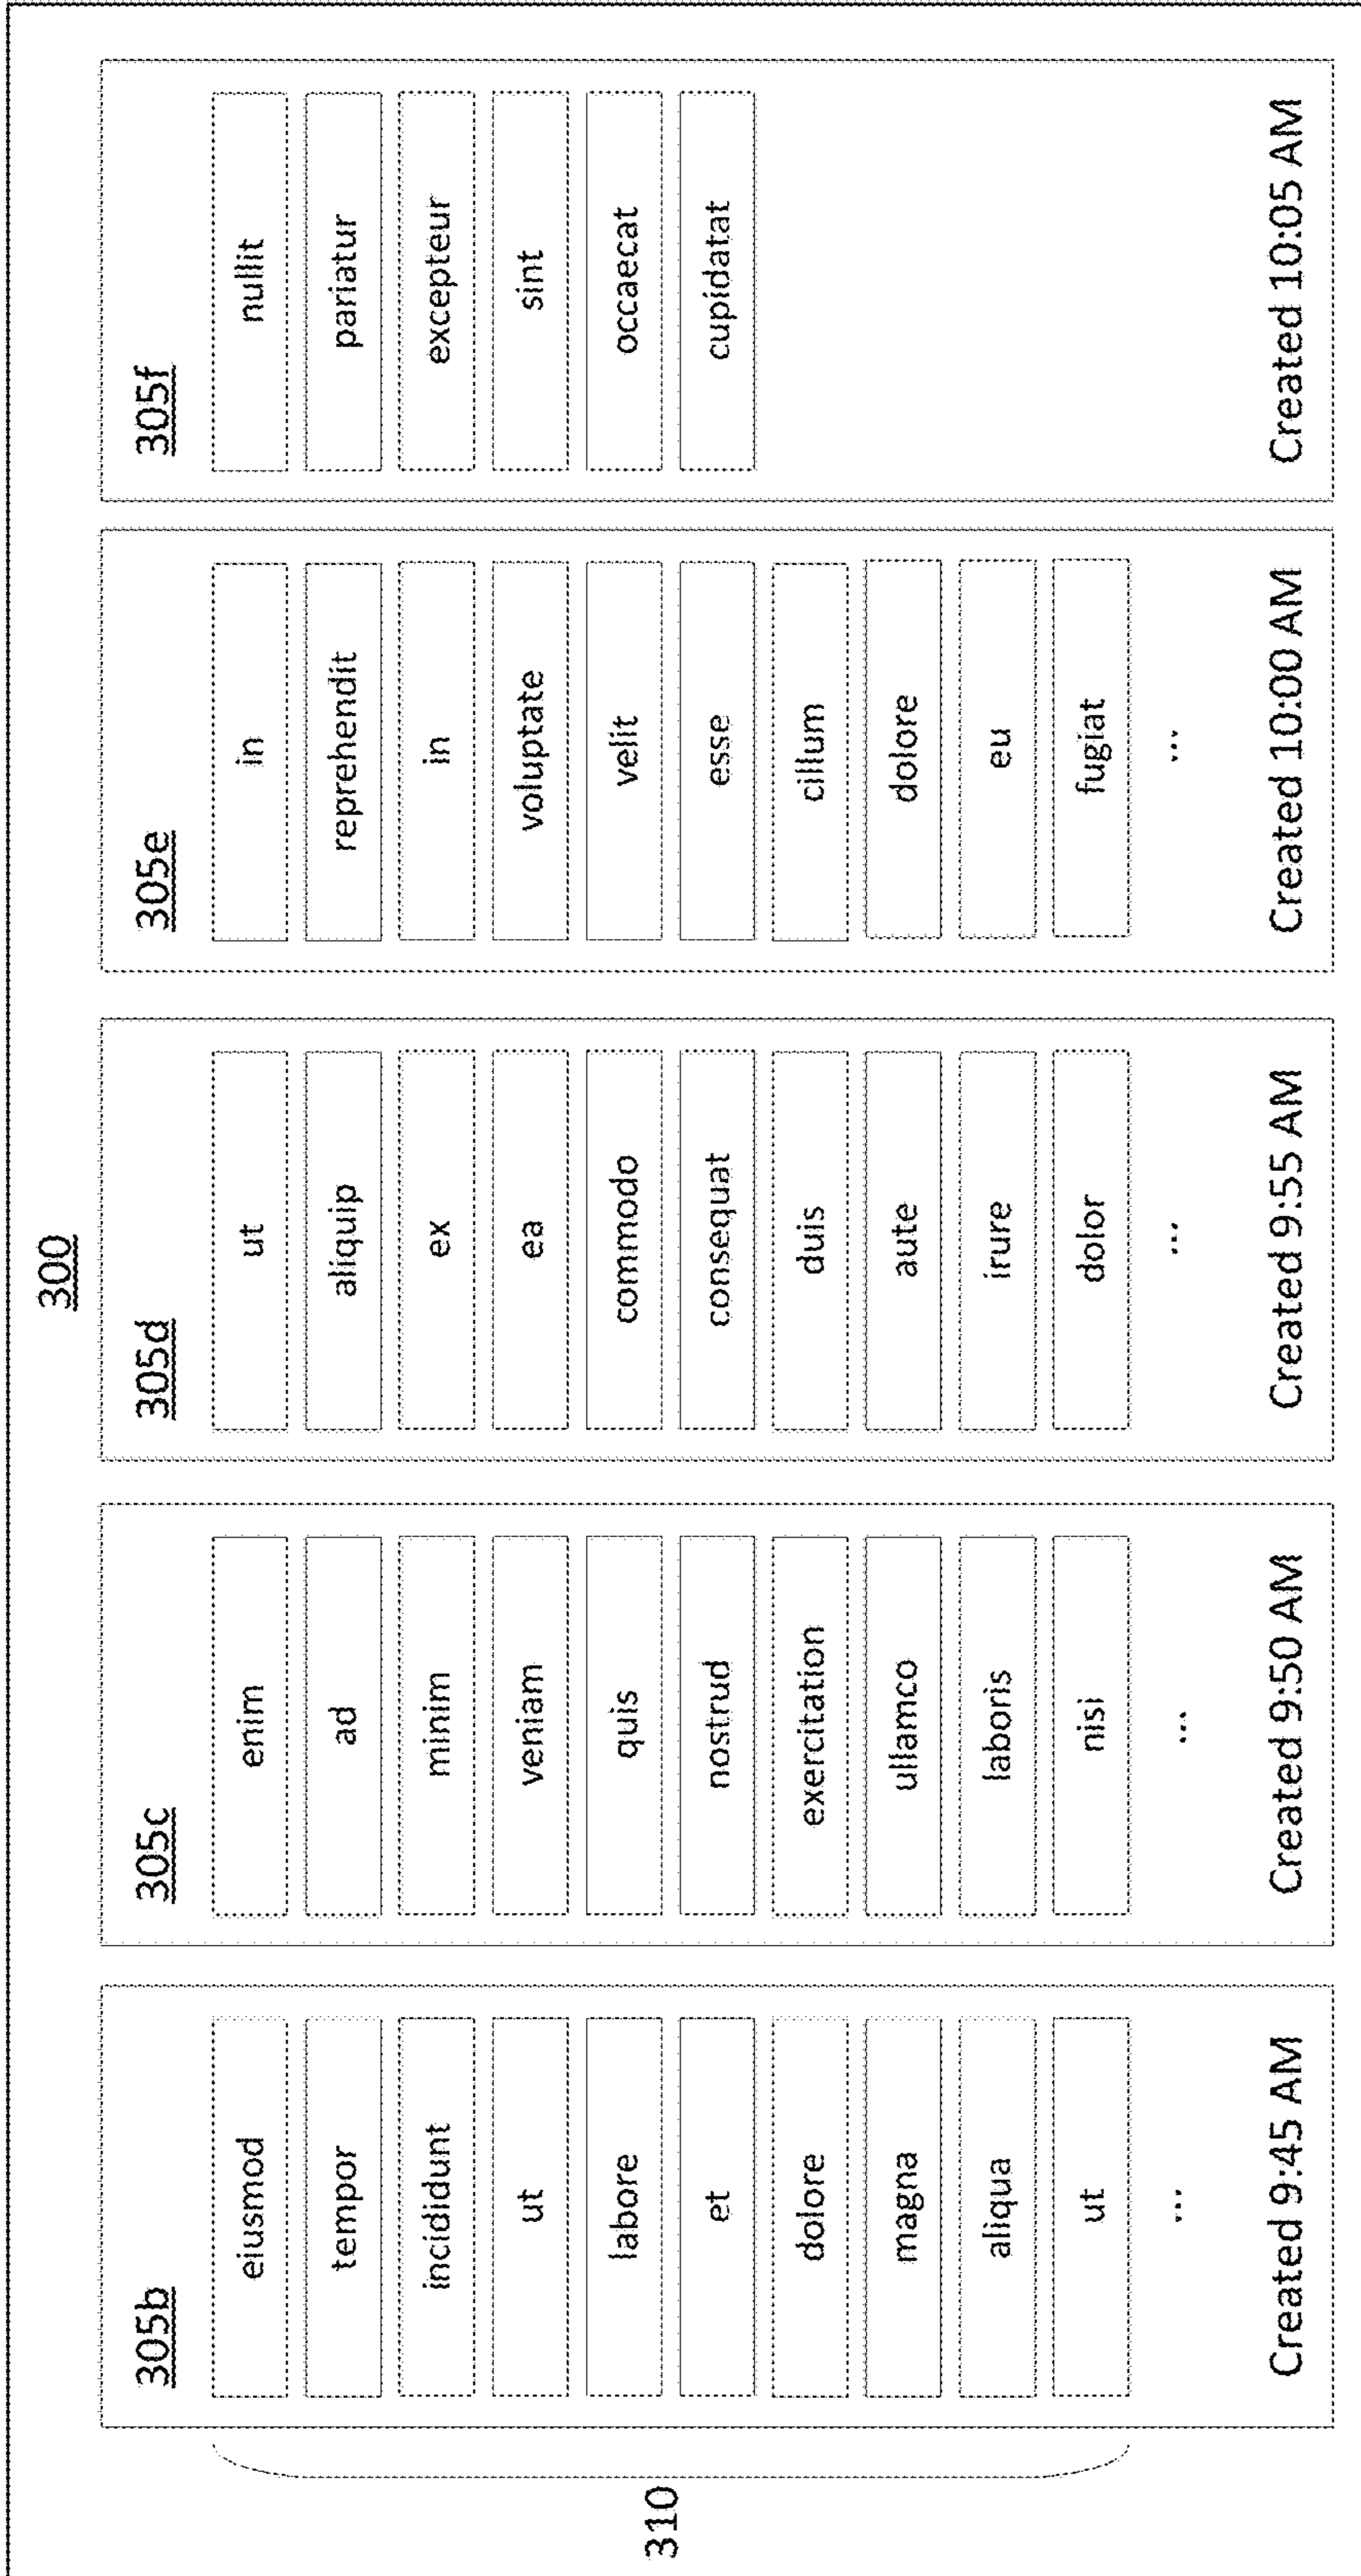 300
305b
eiusmod
tempor
incididunt
ut
labore
et
dolore
magna
aliqua
ut
...
Created 9:45 AM
310
305c
enim
ad
minim
veniam
quis
nostrud
exercitation
ullamco
laboris
nisi
...
Created 9:50 AM
305d
ut
aliquip
ex
ea
commodo
consequat
duis
aute
irure
dolor
...
Created 9:55 AM
305e
in
reprehendit
in
voluptate
velit
esse
cillum
dolore
eu
fugiat
...
Created 10:00 AM
305f
nullit
pariatur
excepteur
sint
occaecat
cupidatat
Created 10:05 AM